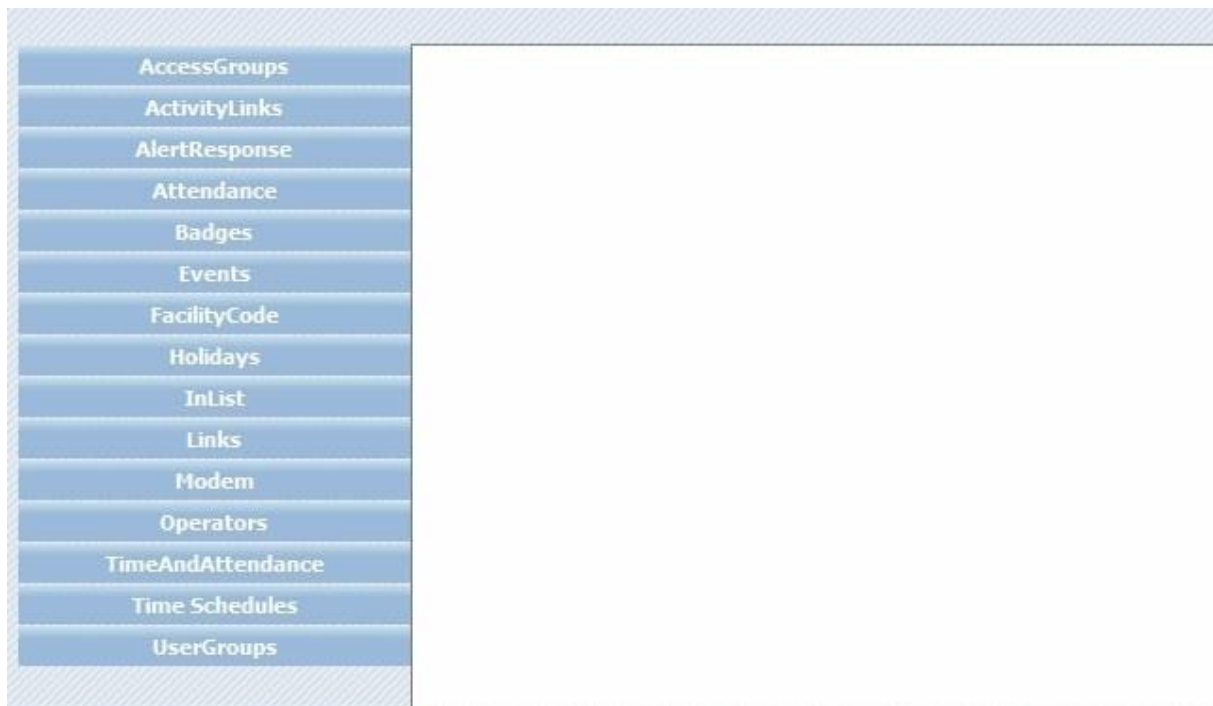 AccessGroups
ActivityLinks
AlertResponse
Attendance
Badges
Events
FacilityCode
Holidays
InList
Links
Modem
Operators
TimeAndAttendance
Time Schedules
UserGroups